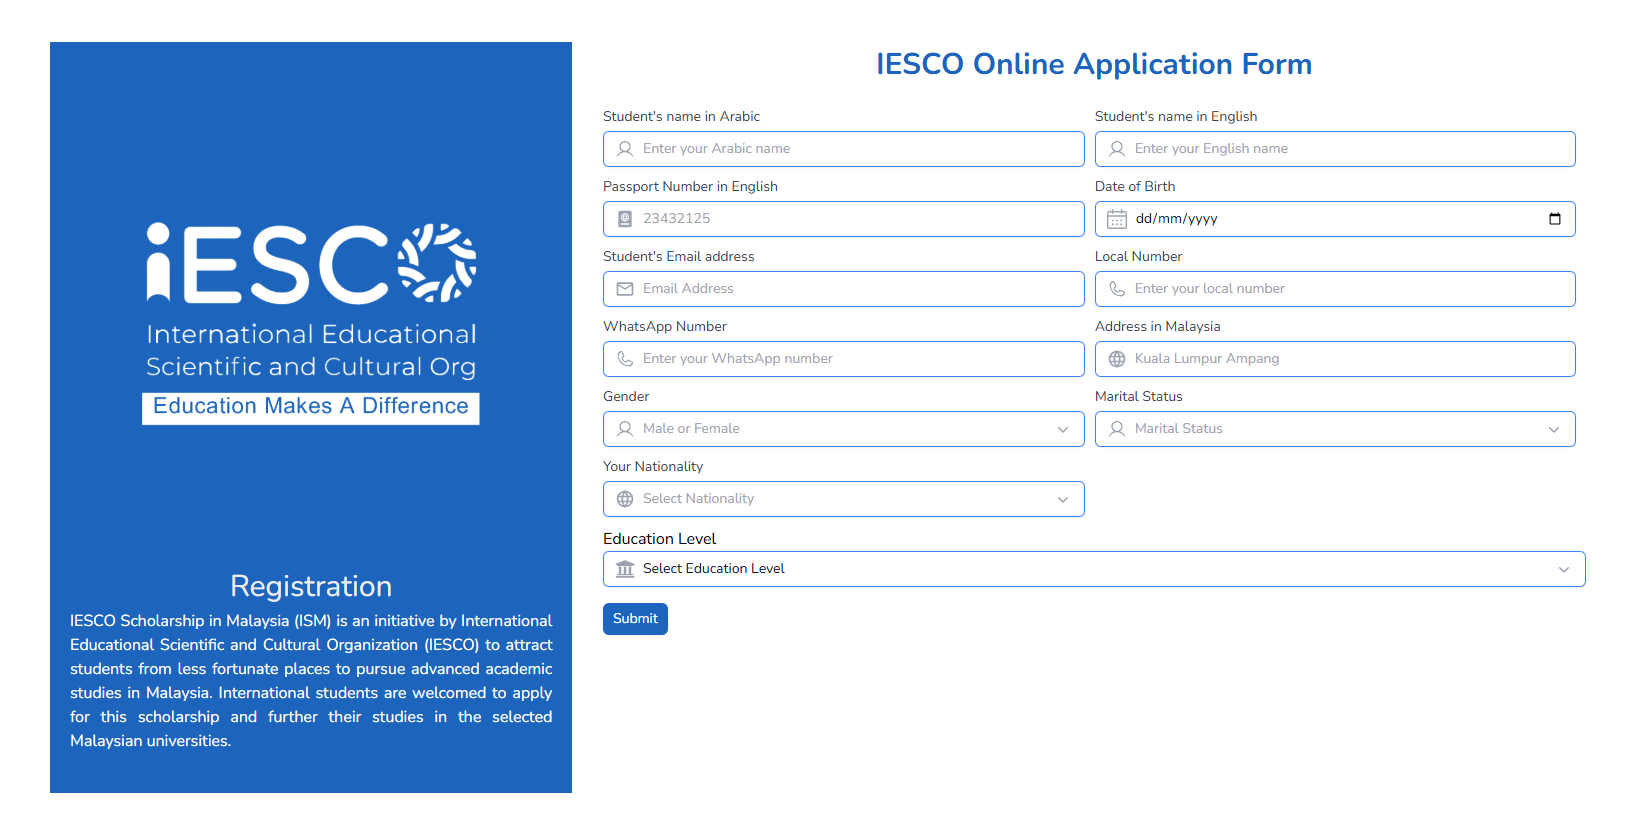 iESCO
International Educational
Scientific and Cultural Org
Education Makes A Difference
Registration
IESCO Scholarship in Malaysia (ISM) is an initiative by International
Educational Scientific and Cultural Organization (IESCO) to attract
students from less fortunate places to pursue advanced academic
studies in Malaysia. International students are welcomed to apply
for this scholarship and further their studies in the selected
Malaysian universities.
IESCO Online Application Form
Student's name in Arabic
Enter your Arabic name
Student's name in English
Enter your English name
Passport Number in English
23432125
Date of Birth
dd/mm/yyyy
Student's Email address
Email Address
Local Number
Enter your local number
WhatsApp Number
Enter your WhatsApp number
Address in Malaysia
Kuala Lumpur Ampang
Gender
Male or Female
Marital Status
Marital Status
Your Nationality
Select Nationality
Education Level
Select Education Level
Submit